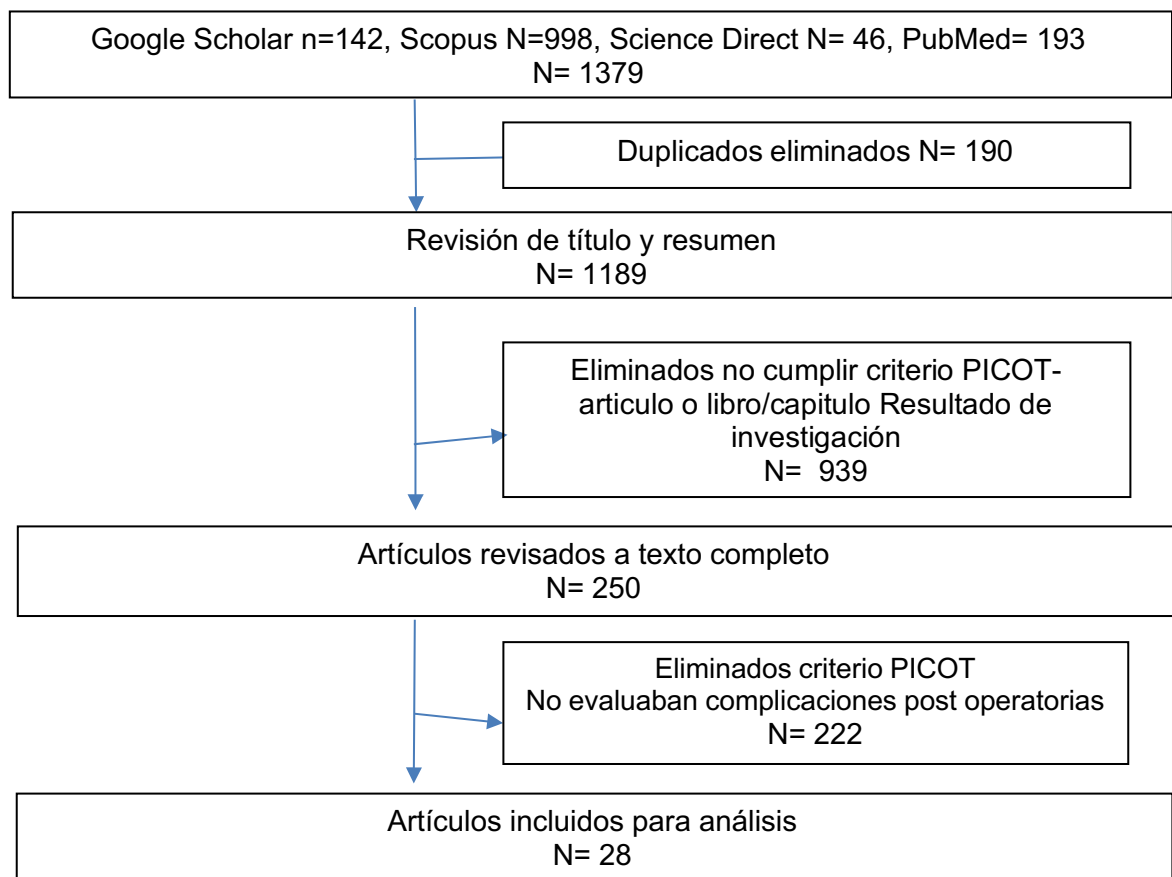 Google Scholar n=142, Scopus N=998, Science Direct N= 46, PubMed= 193
N= 1379
Duplicados eliminados N= 190
Revisión de título y resumen
N= 1189
Eliminados no cumplir criterio PICOT-
articulo o libro/capitulo Resultado de
investigación
N=  939
Artículos revisados a texto completo
N= 250
Eliminados criterio PICOT
No evaluaban complicaciones post operatorias
N= 222
Artículos incluidos para análisis
N= 28